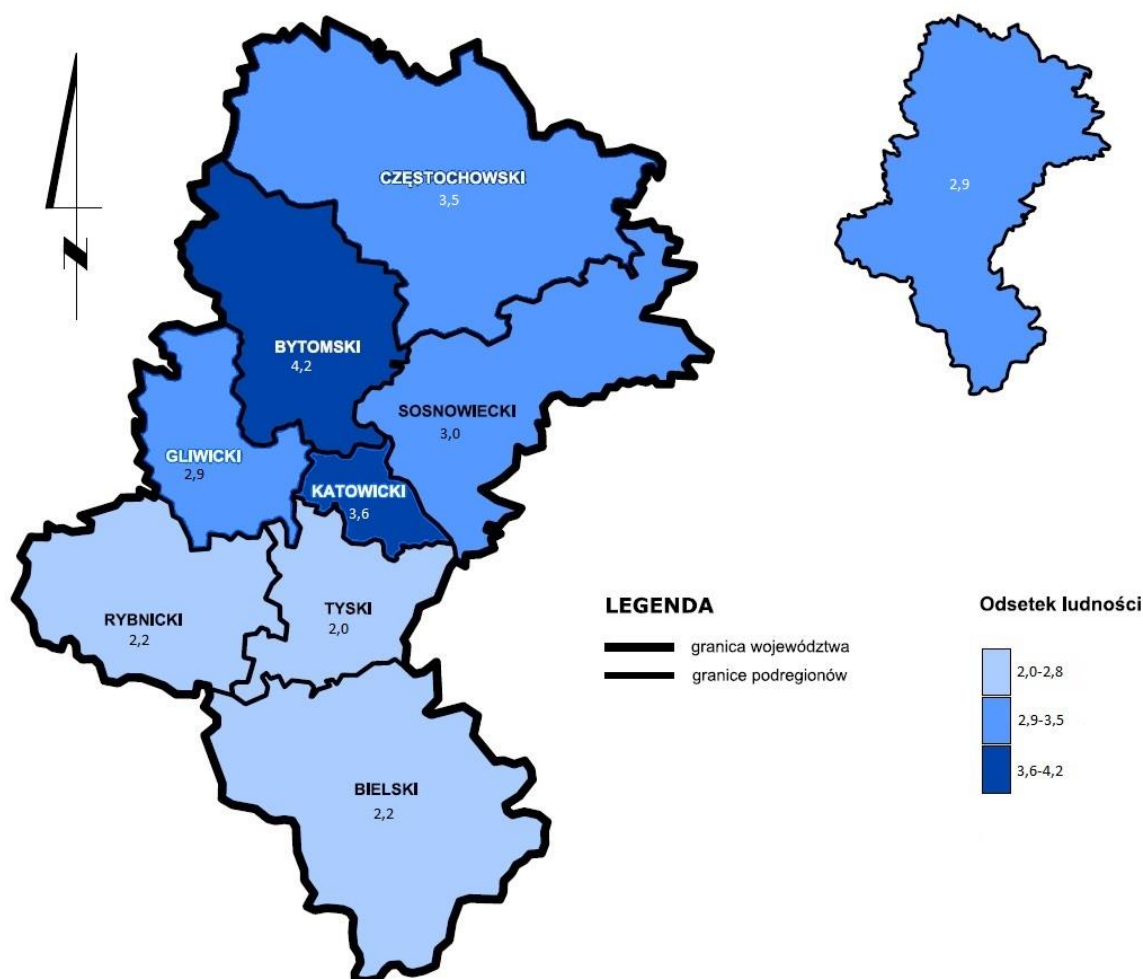 N
CZĘSTOCHOWSKI
3,5
2,9
BYTOMSKI
4,2
SOSNOWIECKI
3,0
GLIWICKI
2,9
KATOWICKI
3,6
RYBNICKI
2,2
TYSKI
2,0
BIELSKI
2,2
LEGENDA
granica województwa
granice podregionów
Odsetek ludności
2,0-2,8
2,9-3,5
3,6-4,2